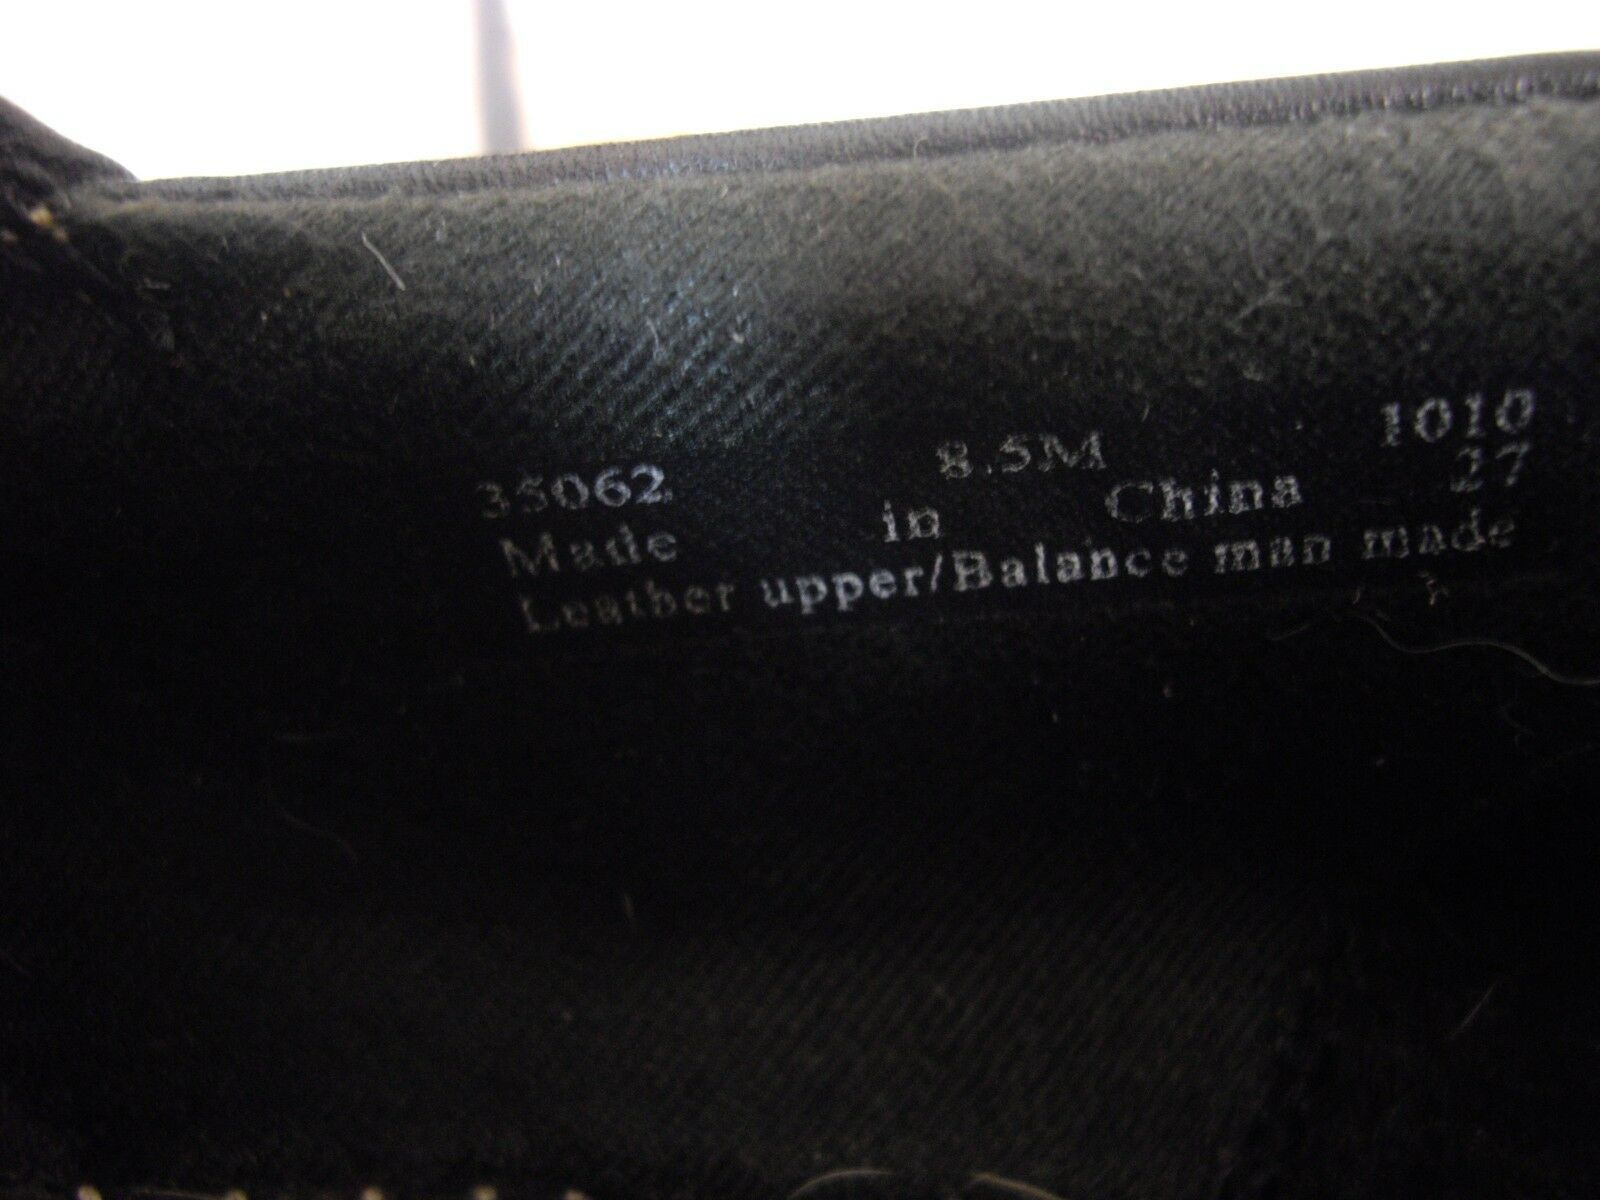 35062 8.5M 1010
Made in China 27
Leather upper/Balance man made